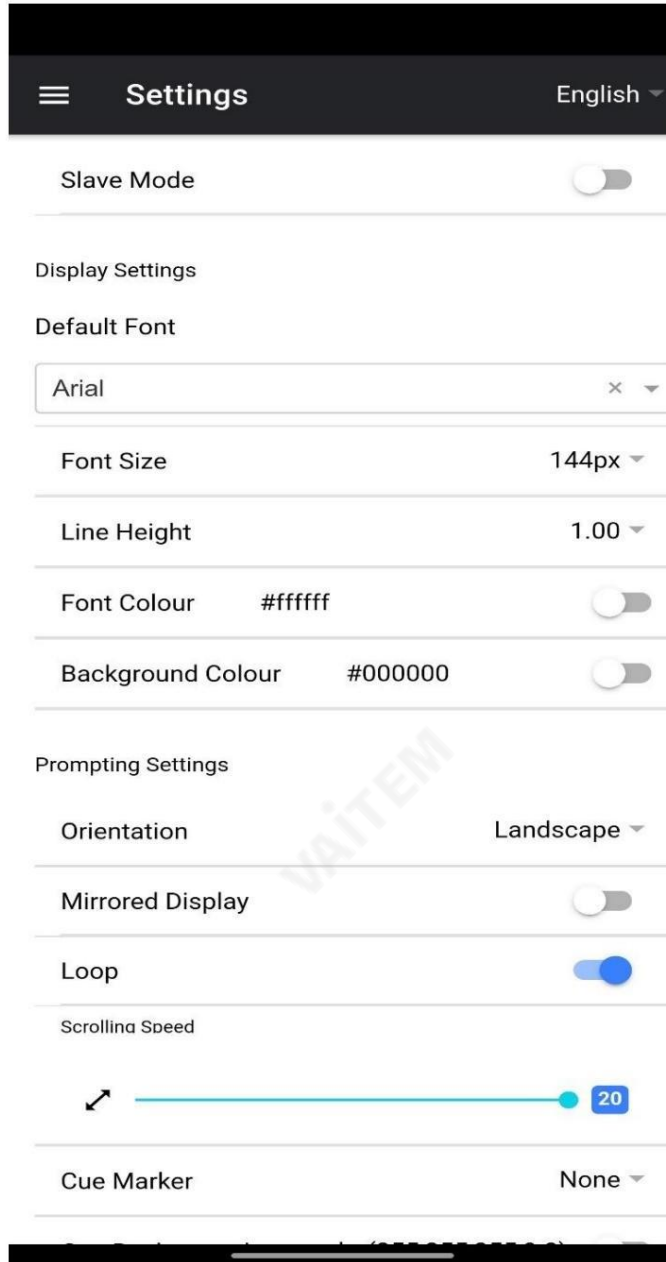 Settings
English
Slave Mode
Display Settings
Default Font
Arial
Font Size 144px
Line Height 1.00
Font Colour #ffffff
Background Colour #000000
Prompting Settings
Orientation Landscape
Mirrored Display
Loop
Scrolling Speed
20
Cue Marker None
VAITEM